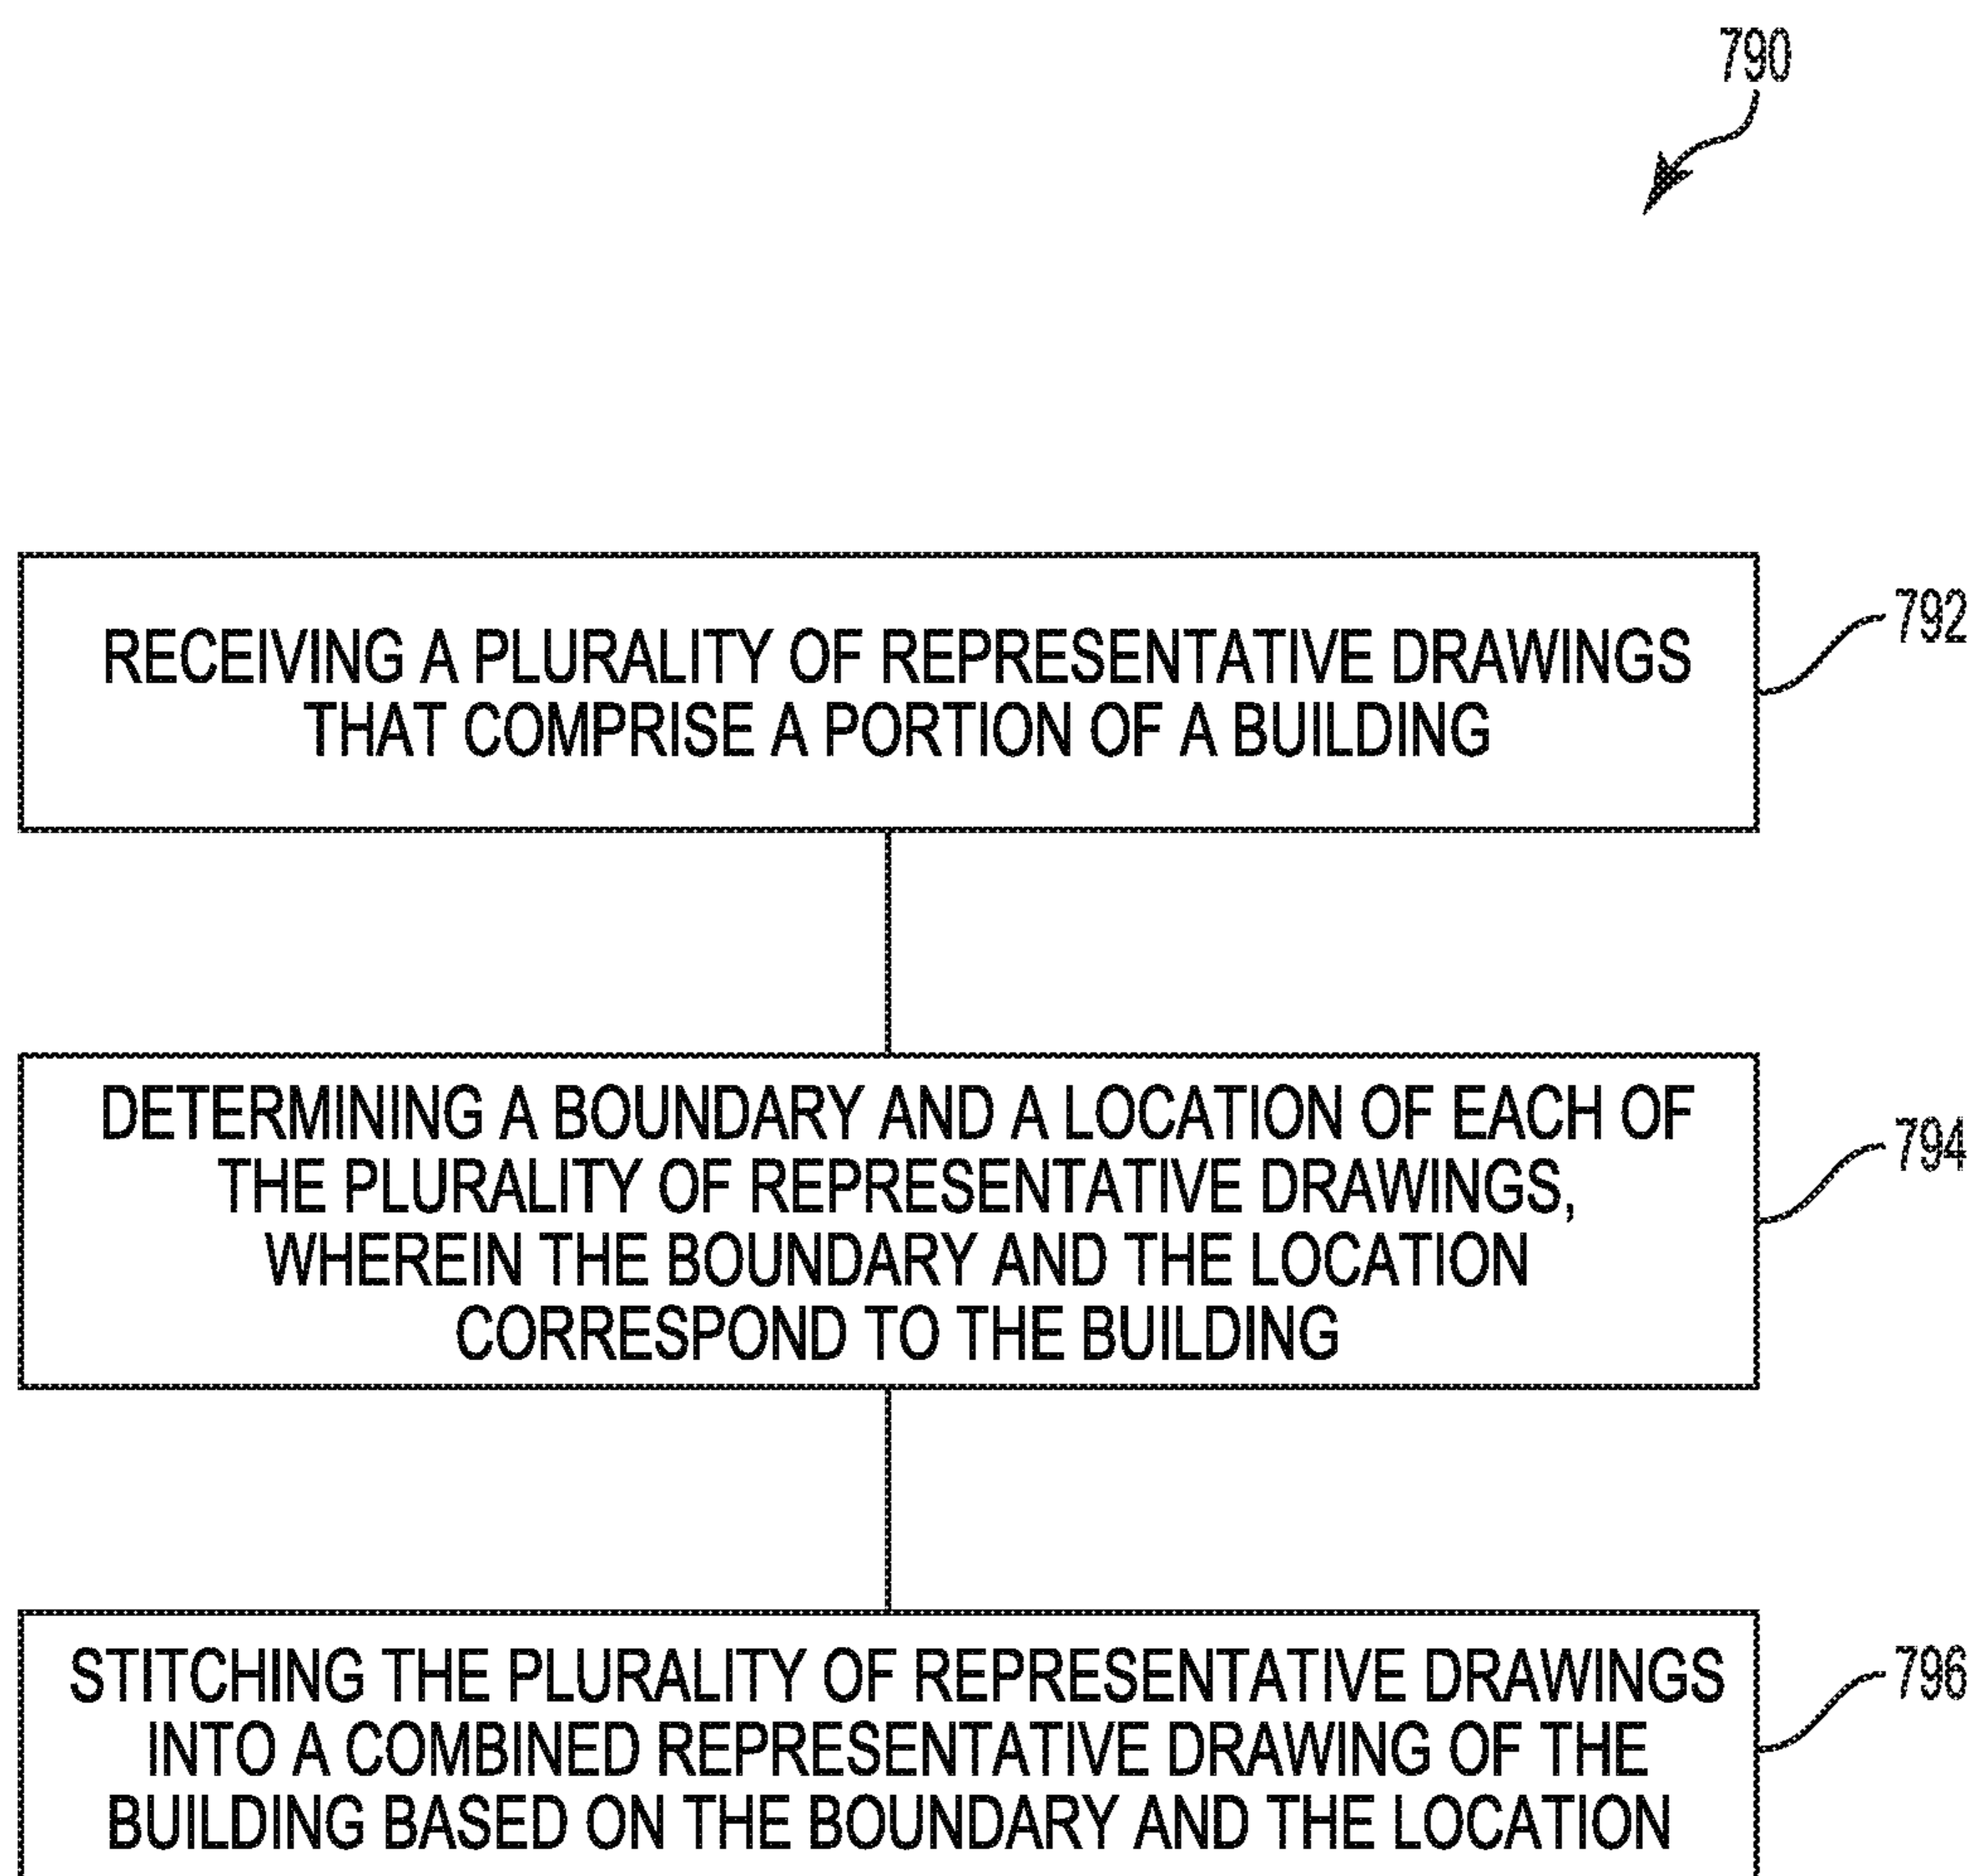 790
RECEIVING A PLURALITY OF REPRESENTATIVE DRAWINGS
THAT COMPRISE A PORTION OF A BUILDING
792
DETERMINING A BOUNDARY AND A LOCATION OF EACH OF
THE PLURALITY OF REPRESENTATIVE DRAWINGS,
WHEREIN THE BOUNDARY AND THE LOCATION
CORRESPOND TO THE BUILDING
794
STITCHING THE PLURALITY OF REPRESENTATIVE DRAWINGS
INTO A COMBINED REPRESENTATIVE DRAWING OF THE
BUILDING BASED ON THE BOUNDARY AND THE LOCATION
796